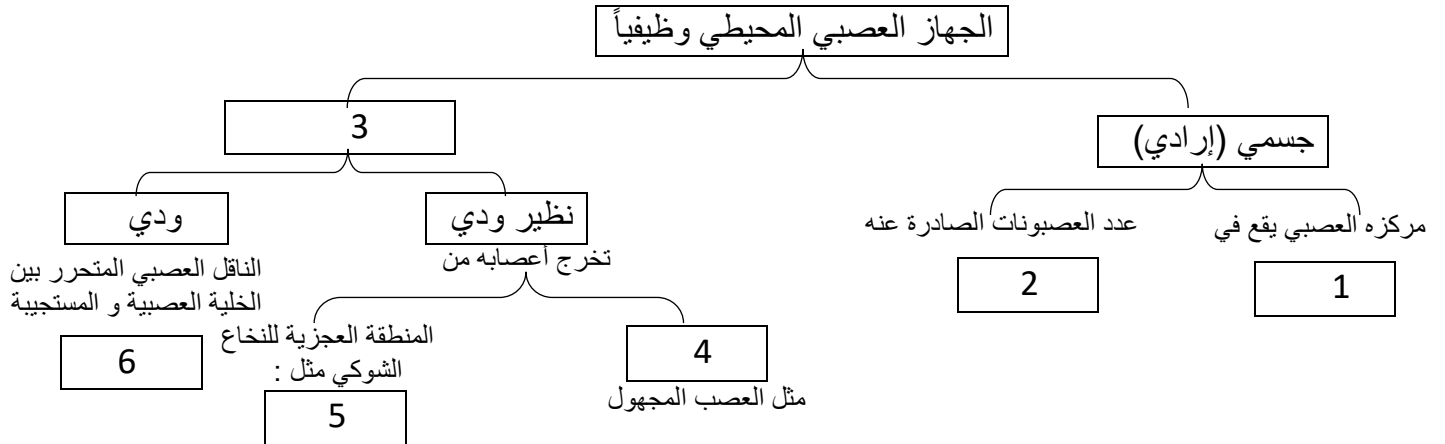 الجهاز العصبي المحيطي وظيفياً
جسمي (إرادي)
3
مركزه العصبي يقع في
1
عدد العصبونات الصادرة عنه
2
نظير ودي
تخرج أعصابه من
4
مثل العصب المجهول
المنطقة العجزية للنخاع
الشوكي مثل :
5
ودي
الناقل العصبي المتحرر بين
الخلية العصبية و المستجيبة
6